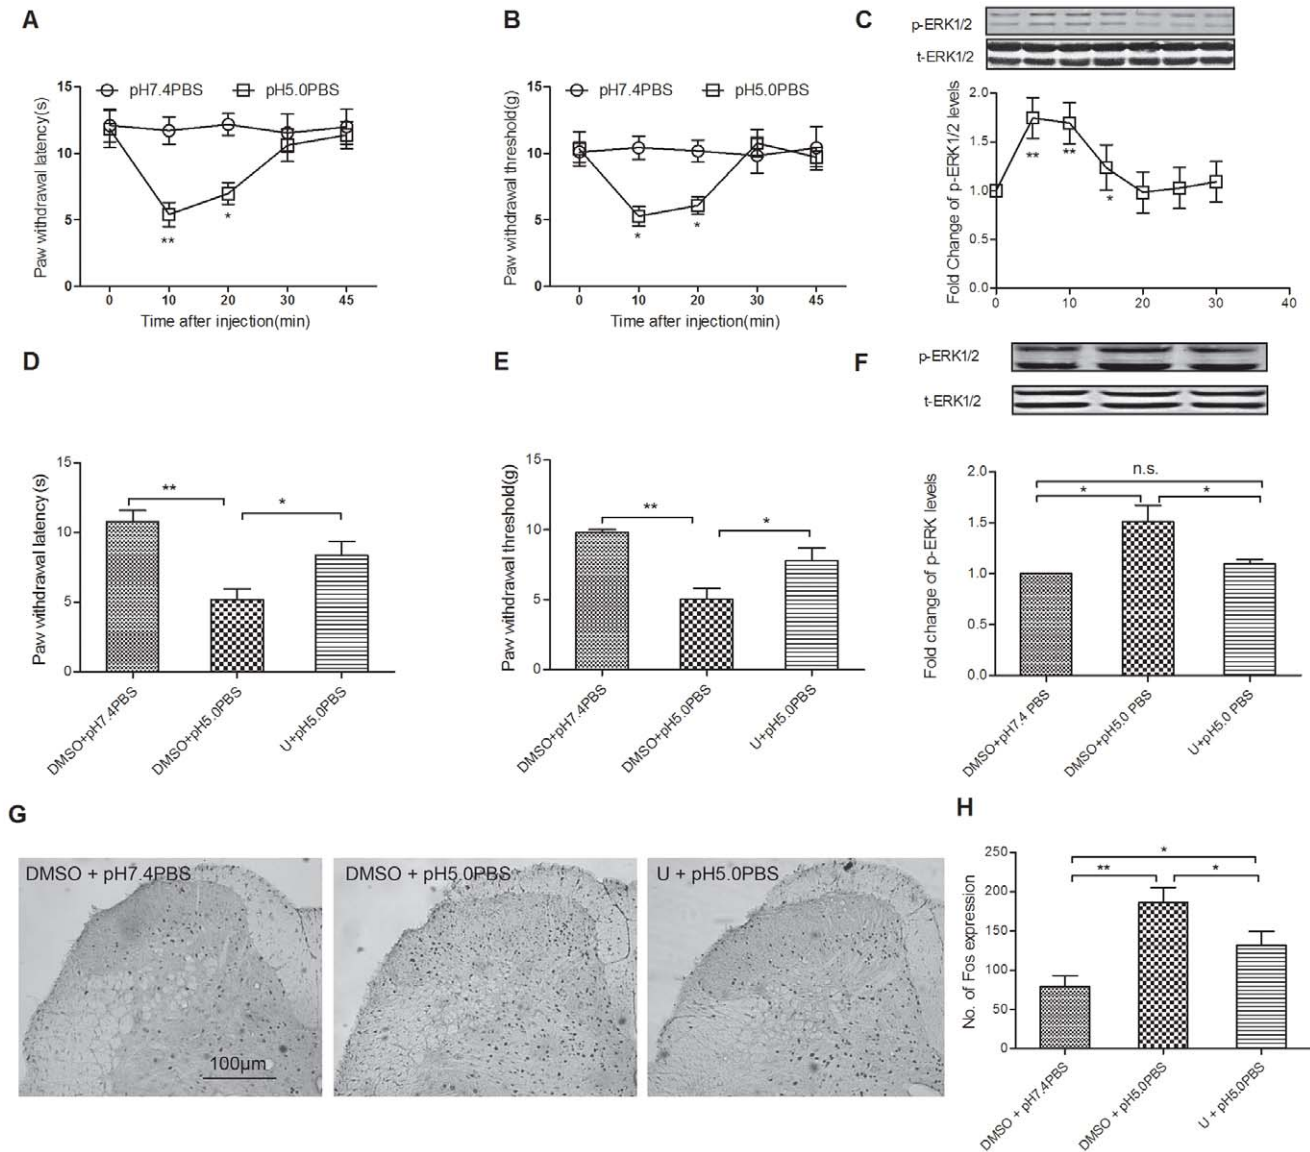 A
pH7.4PBS pH5.0PBS
Paw withdrawal latency(s)
15
10
5
0
** *
0 10 20 30 45
Time after injection(min)
B
pH7.4PBS pH5.0PBS
Paw withdrawal threshold(g)
15
10
5
0
* *
0 10 20 30 45
Time after injection(min)
C
p-ERK1/2
t-ERK1/2
Fold Change of p-ERK1/2 levels
2.0
1.5
1.0
0.5
0.0
** ** *
0 10 20 30 40
D
Paw withdrawal latency (s)
15
10
5
0
** *
DMSO+pH7.4PBS
DMSO+pH5.0PBS
U+pH5.0PBS
E
Paw withdrawal threshold(g)
15
10
5
0
** *
DMSO+pH7.4PBS
DMSO+pH5.0PBS
U+pH5.0PBS
F
p-ERK1/2
t-ERK1/2
Fold change of p-ERK levels
2.0
1.5
1.0
0.5
0.0
n.s.
* *
DMSO+pH7.4 PBS
DMSO+pH5.0 PBS
U+pH5.0 PBS
G
DMSO + pH7.4PBS
100µm
DMSO + pH5.0PBS
U + pH5.0PBS
H
No. of Fos expression
250
200
150
100
50
0
*
** *
DMSO + pH7.4PBS
DMSO + pH5.0PBS
U + pH5.0PBS